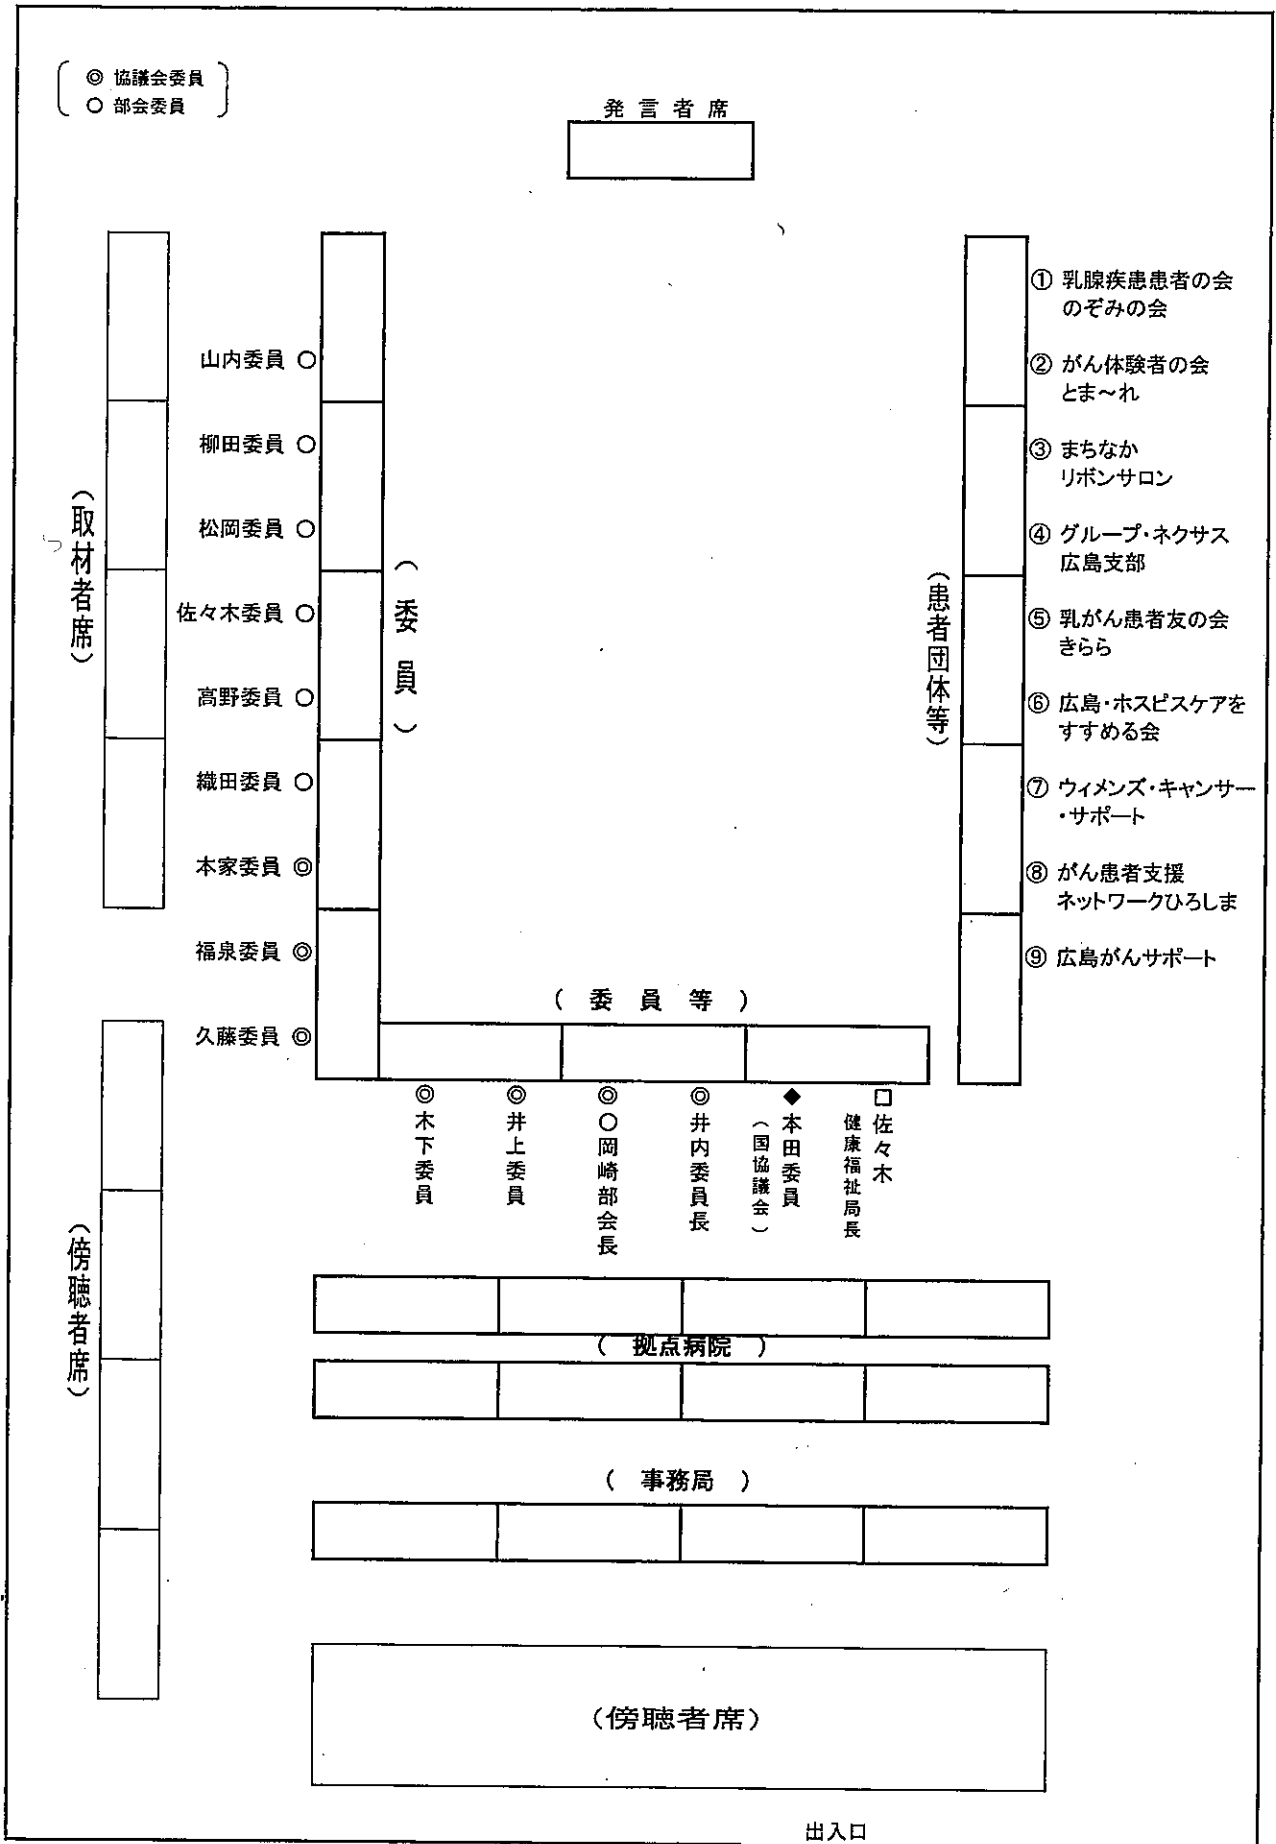 ◎ 協議会委員
○ 部会委員
発言者席
(取材者席)
山内委員 ○
柳田委員 ○
松岡委員 ○
佐々木委員 ○
高野委員 ○
織田委員 ○
本家委員 ◎
福泉委員 ◎
久藤委員 ◎
(委員)
(患者団体等)
① 乳腺疾患患者の会
のぞみの会
② がん体験者の会
とま～れ
③ まちなか
リボンサロン
④ グループ・ネクサス
広島支部
⑤ 乳がん患者友の会
きらら
⑥ 広島・ホスピスケアを
すすめる会
⑦ ウィメンズ・キャンサー
・サポート
⑧ がん患者支援
ネットワークひろしま
⑨ 広島がんサポート
(委員等)
◎木下委員
◎井上委員
◎○岡崎部会長
◎井内委員長
◆本田委員
(国協議会)
□佐々木
健康福祉局長
(傍聴者席)
(拠点病院)
(事務局)
(傍聴者席)
出入口